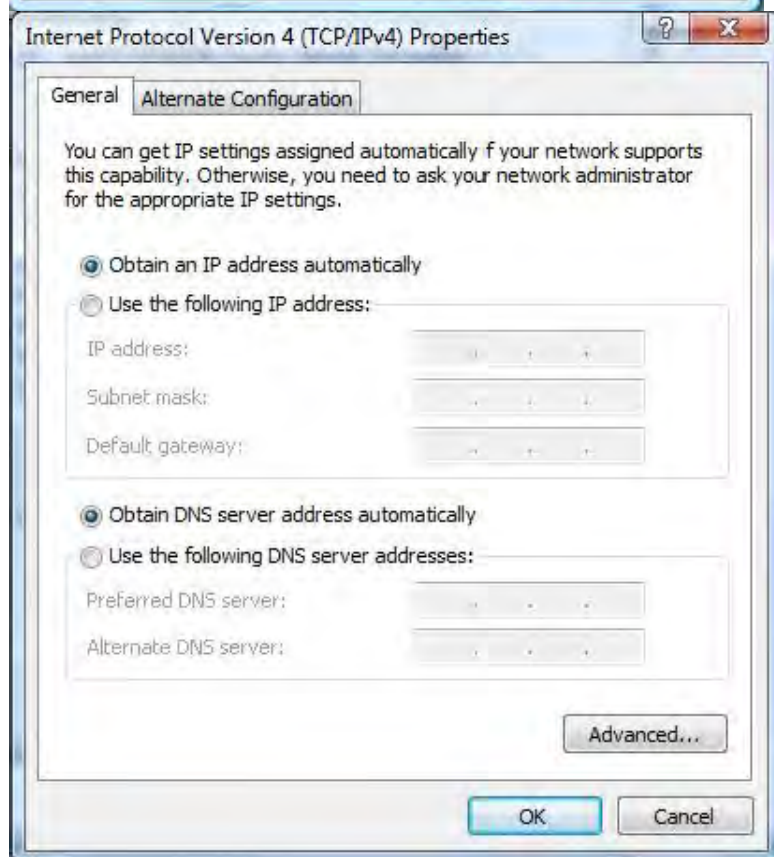 Internet Protocol Version 4 (TCP/IPv4) Properties
General
Alternate Configuration
You can get IP settings assigned automatically f your network supports
this capability. Otherwise, you need to ask your network administrator
for the appropriate IP settings.
Obtain an IP address automatically
Use the following IP address:
IP address:
Subnet mask:
Default gateway:
Obtain DNS server address automatically
Use the following DNS server addresses:
Preferred DNS server:
Alternate DNS server:
Advanced...
OK
Cancel